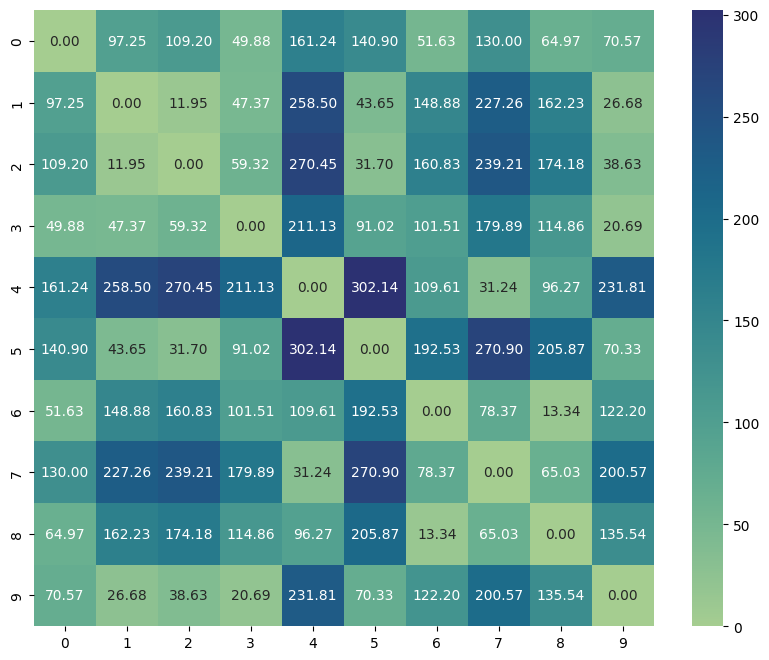 0 0.00 97.25 109.20 49.88 161.24 140.90 51.63 130.00 64.97 70.57
1 97.25 0.00 11.95 47.37 258.50 43.65 148.88 227.26 162.23 26.68
2 109.20 11.95 0.00 59.32 270.45 31.70 160.83 239.21 174.18 38.63
3 49.88 47.37 59.32 0.00 211.13 91.02 101.51 179.89 114.86 20.69
4 161.24 258.50 270.45 211.13 0.00 302.14 109.61 31.24 96.27 231.81
5 140.90 43.65 31.70 91.02 302.14 0.00 192.53 270.90 205.87 70.33
6 51.63 148.88 160.83 101.51 109.61 192.53 0.00 78.37 13.34 122.20
7 130.00 227.26 239.21 179.89 31.24 270.90 78.37 0.00 65.03 200.57
8 64.97 162.23 174.18 114.86 96.27 205.87 13.34 65.03 0.00 135.54
9 70.57 26.68 38.63 20.69 231.81 70.33 122.20 200.57 135.54 0.00
0 1 2 3 4 5 6 7 8 9
300
250
200
150
100
50
0